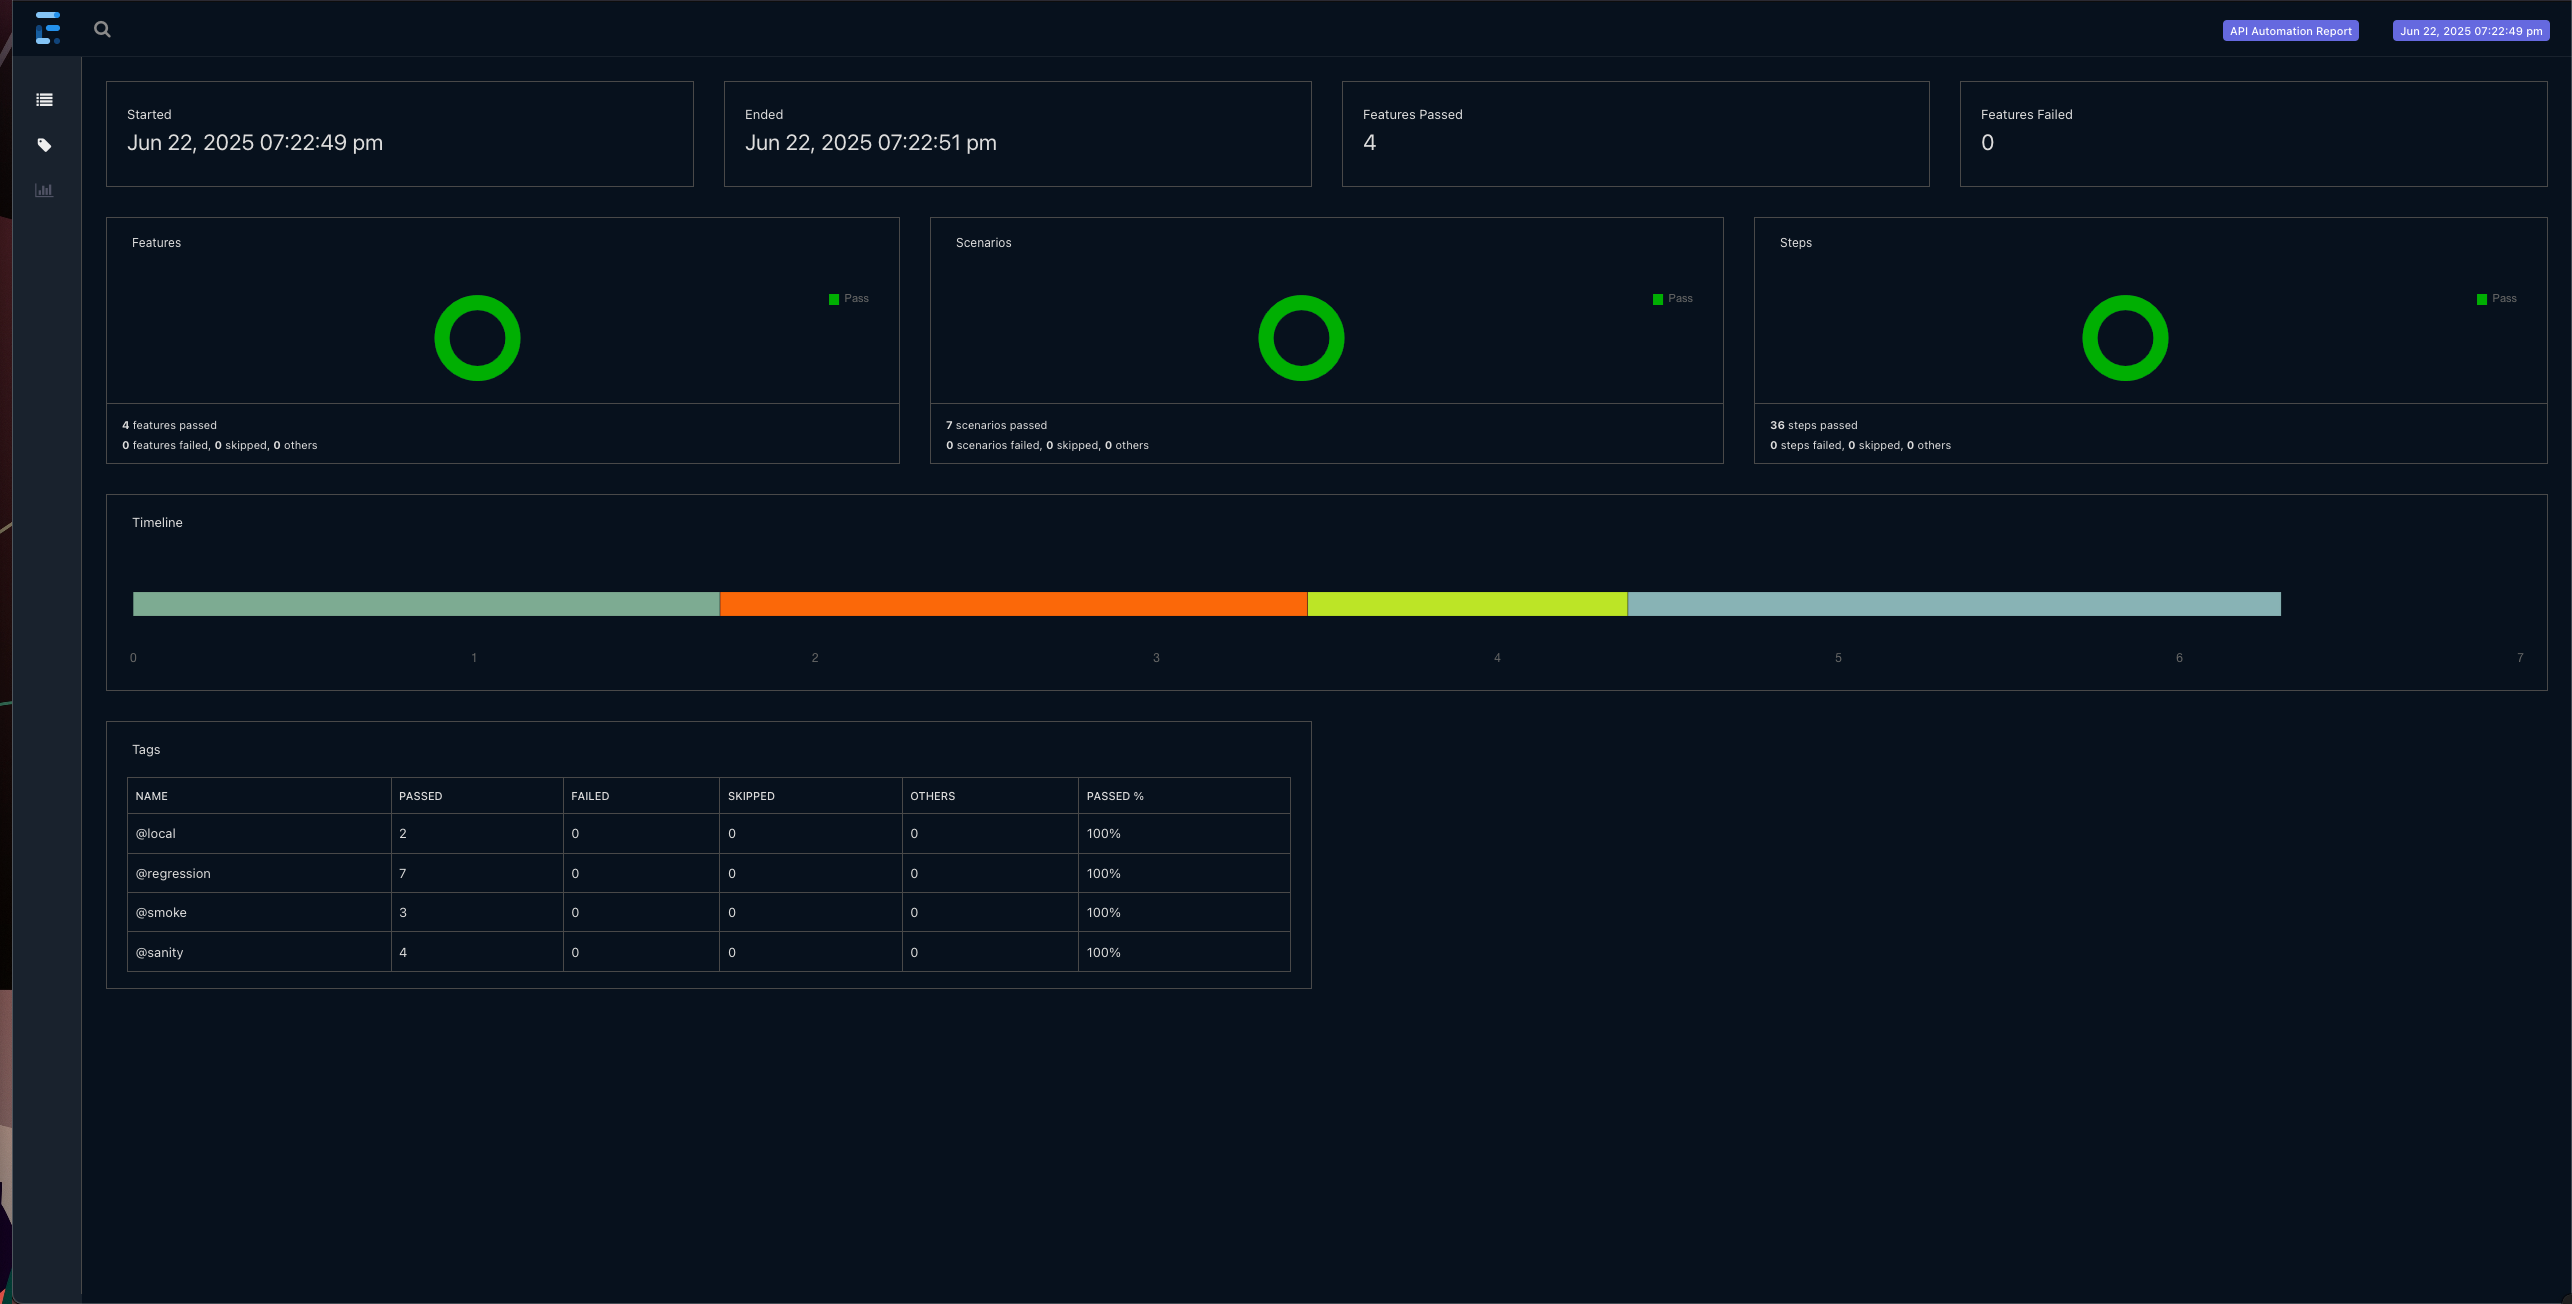 API Automation Report
Jun 22, 2025 07:22:49 pm
Started
Jun 22, 2025 07:22:49 pm
Ended
Jun 22, 2025 07:22:51 pm
Features Passed
4
Features Failed
0
Features
Pass
4 features passed
0 features failed, 0 skipped, 0 others
Scenarios
Pass
7 scenarios passed
0 scenarios failed, 0 skipped, 0 others
Steps
Pass
36 steps passed
0 steps failed, 0 skipped, 0 others
Timeline
0 1 2 3 4 5 6 7
Tags
NAME PASSED FAILED SKIPPED OTHERS PASSED %
@local 2 0 0 0 100%
@regression 7 0 0 0 100%
@smoke 3 0 0 0 100%
@sanity 4 0 0 0 100%